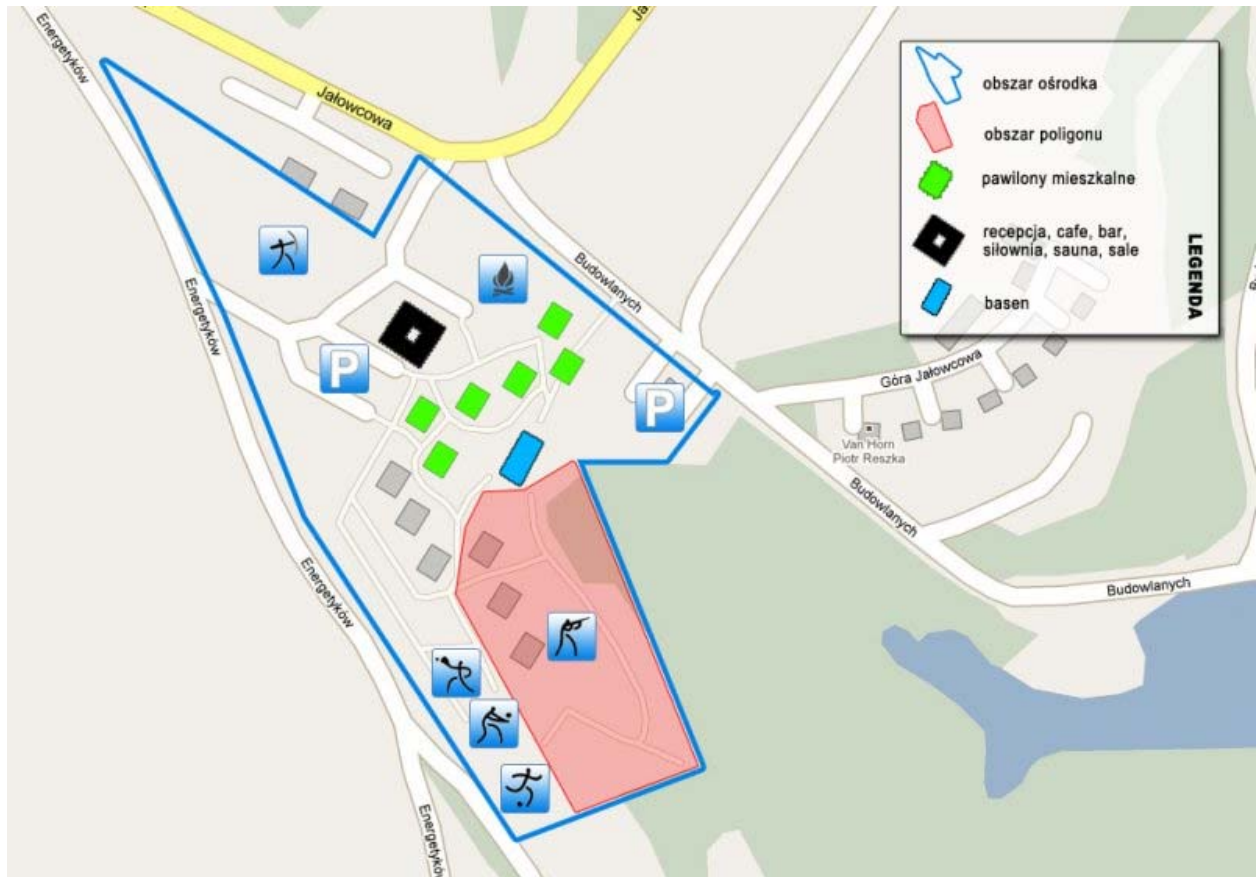 Energetyków
Ja
Jałowcowa
obszar ośrodka
obszar poligonu
pawilony mieszkalne
recepcja, cafe, bar,
siłownia, sauna, sale
basen
LEGENDA
Budowlanych
Energetyków
P
P
Góra Jałowcowa
Van Horn
Piotr Reszka
Budowlanych
Energetyków
Budowlanych
Energetyków